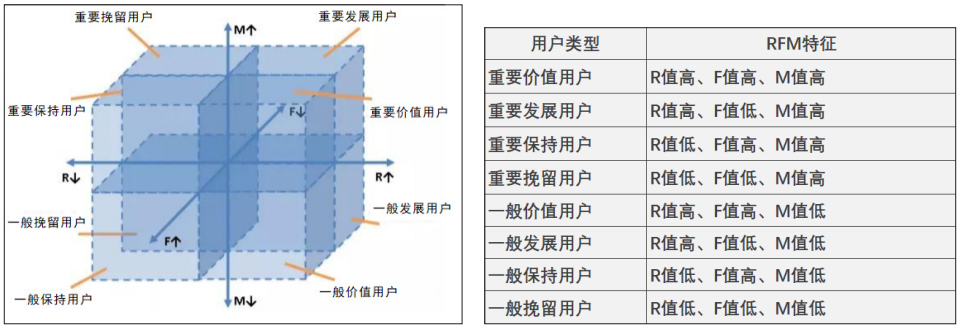 重要挽留用户
重要发展用户
M↑
重要保持用户
F↓
重要价值用户
R↓
R↑
一般挽留用户
F↑
一般发展用户
一般保持用户
M↓
一般价值用户
用户类型 RFM特征
重要价值用户 R值高、F值高、M值高
重要发展用户 R值高、F值低、M值高
重要保持用户 R值低、F值高、M值高
重要挽留用户 R值低、F值低、M值高
一般价值用户 R值高、F值高、M值低
一般发展用户 R值高、F值低、M值低
一般保持用户 R值低、F值高、M值低
一般挽留用户 R值低、F值低、M值低